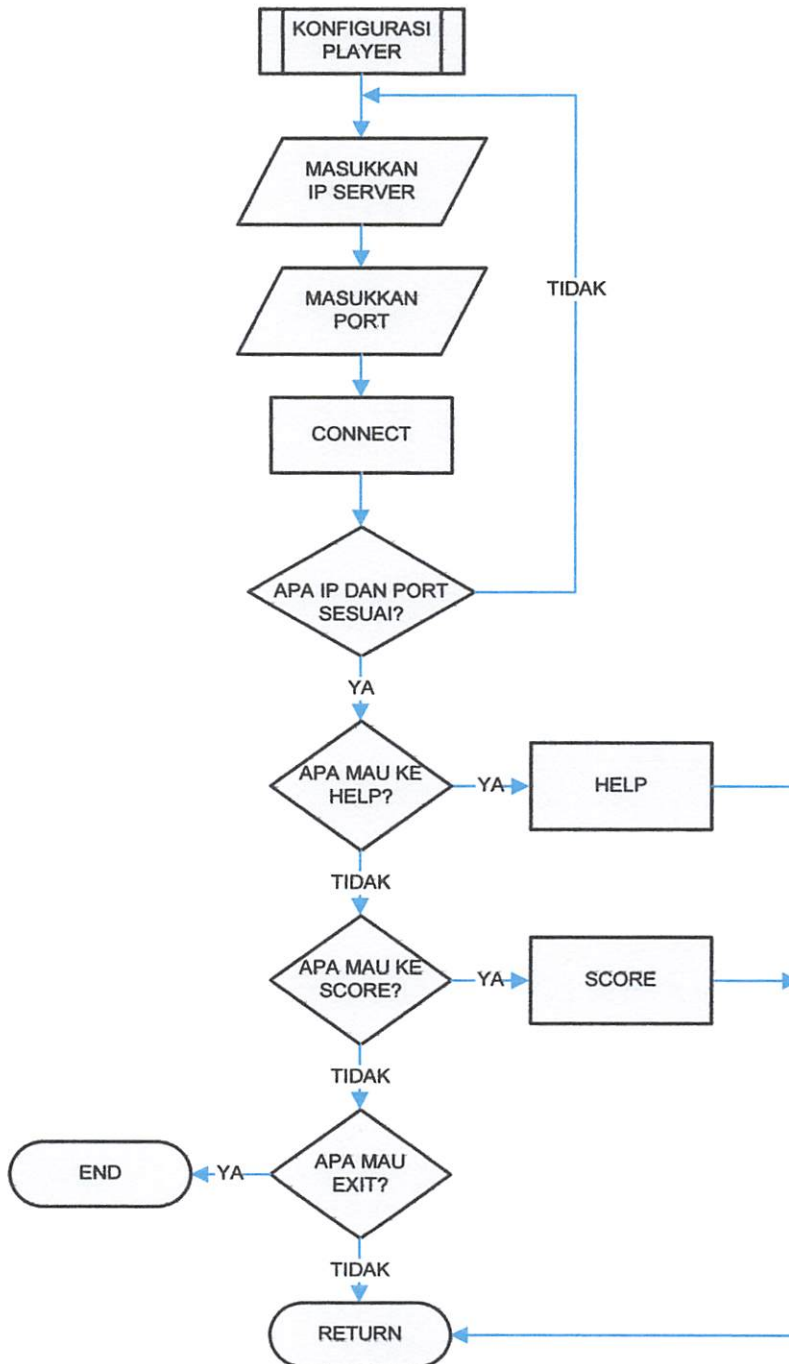 KONFIGURASI
PLAYER
MASUKKAN
IP SERVER
MASUKKAN
PORT
TIDAK
CONNECT
APA IP DAN PORT
SESUAI?
YA
APA MAU KE
HELP?
YA
HELP
TIDAK
APA MAU KE
SCORE?
YA
SCORE
TIDAK
APA MAU
EXIT?
YA
END
TIDAK
RETURN